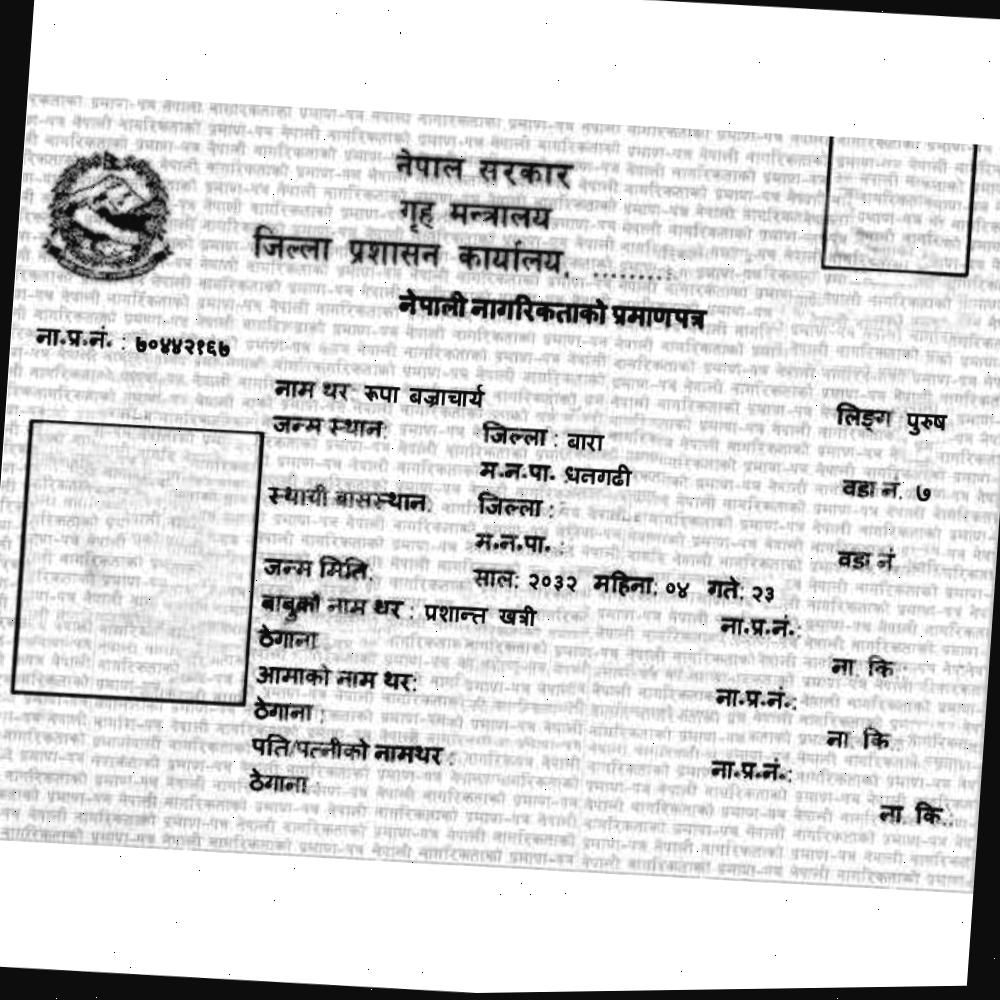 नेपाल सरकार
गृह मन्त्रालय
जिल्ला प्रशासन कार्यालय, .........
नेपाली नागरिकताको प्रमाणपत्र
ना.प्र.नं. : ७०४४२१६७
नाम थर: रूपा बज्राचार्य लिङ्ग पुरुष
जन्म स्थान: जिल्ला : बारा
म.न.पा. धनगढी वडा नं. ७
स्थायी बासस्थान: जिल्ला :
म.न.पा. : वडा नं.
जन्म मिति: साल: २०३२ महिना: ०४ गते: २३
बाबुको नाम थर : प्रशान्त खत्री ना.प्र.नं.:
ठेगाना ना. कि.:
आमाको नाम थर: ना.प्र.नं.:
ठेगाना : ना. कि.:
पति/पत्नीको नामथर : ना.प्र.नं.:
ठेगाना : ना. कि.: